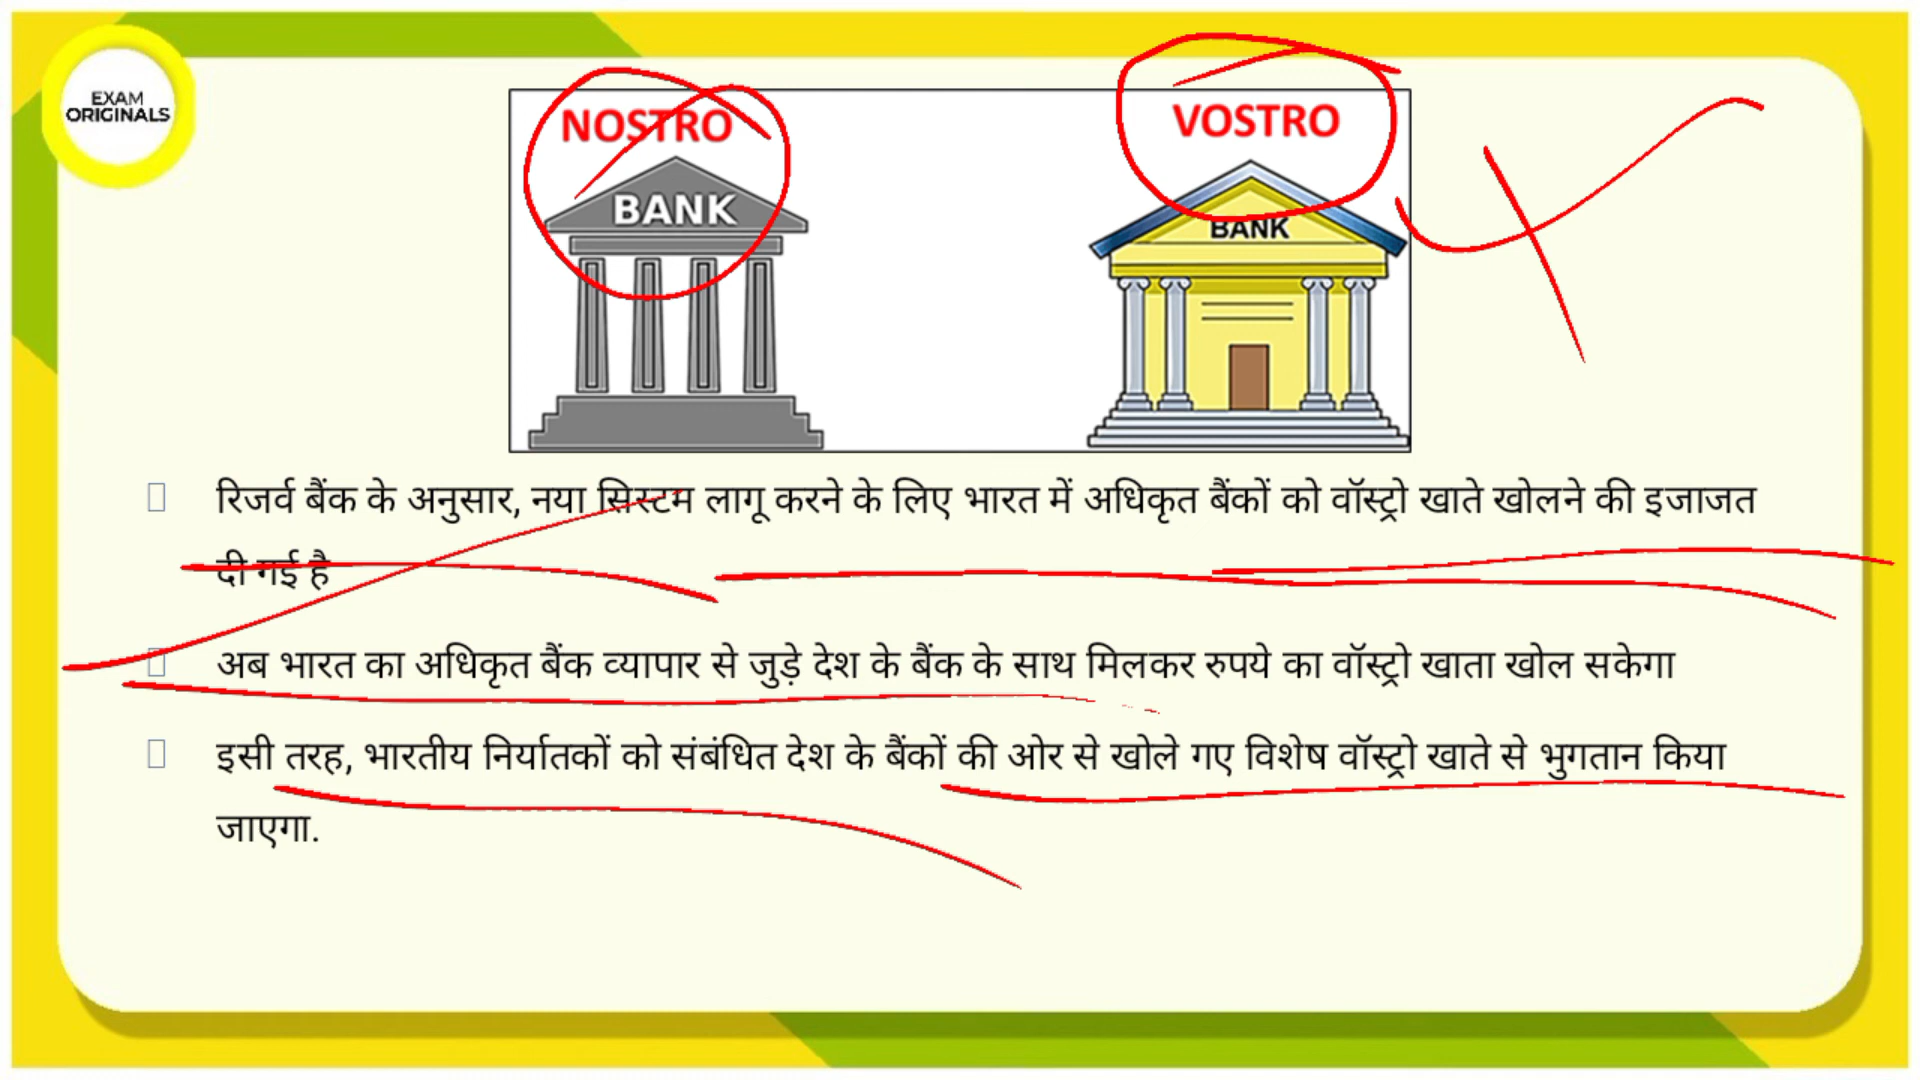 EXAM
ORIGINALS
NOSTRO
VOSTRO
BANK
BANK
रिजर्व बैंक के अनुसार, नया सिस्टम लागू करने के लिए भारत में अधिकृत बैंकों को वॉस्ट्रो खाते खोलने की इजाजत
दी गई है
अब भारत का अधिकृत बैंक व्यापार से जुड़े देश के बैंक के साथ मिलकर रुपये का वॉस्ट्रो खाता खोल सकेगा
इसी तरह, भारतीय निर्यातकों को संबंधित देश के बैंकों की ओर से खोले गए विशेष वॉस्ट्रो खाते से भुगतान किया
जाएगा.